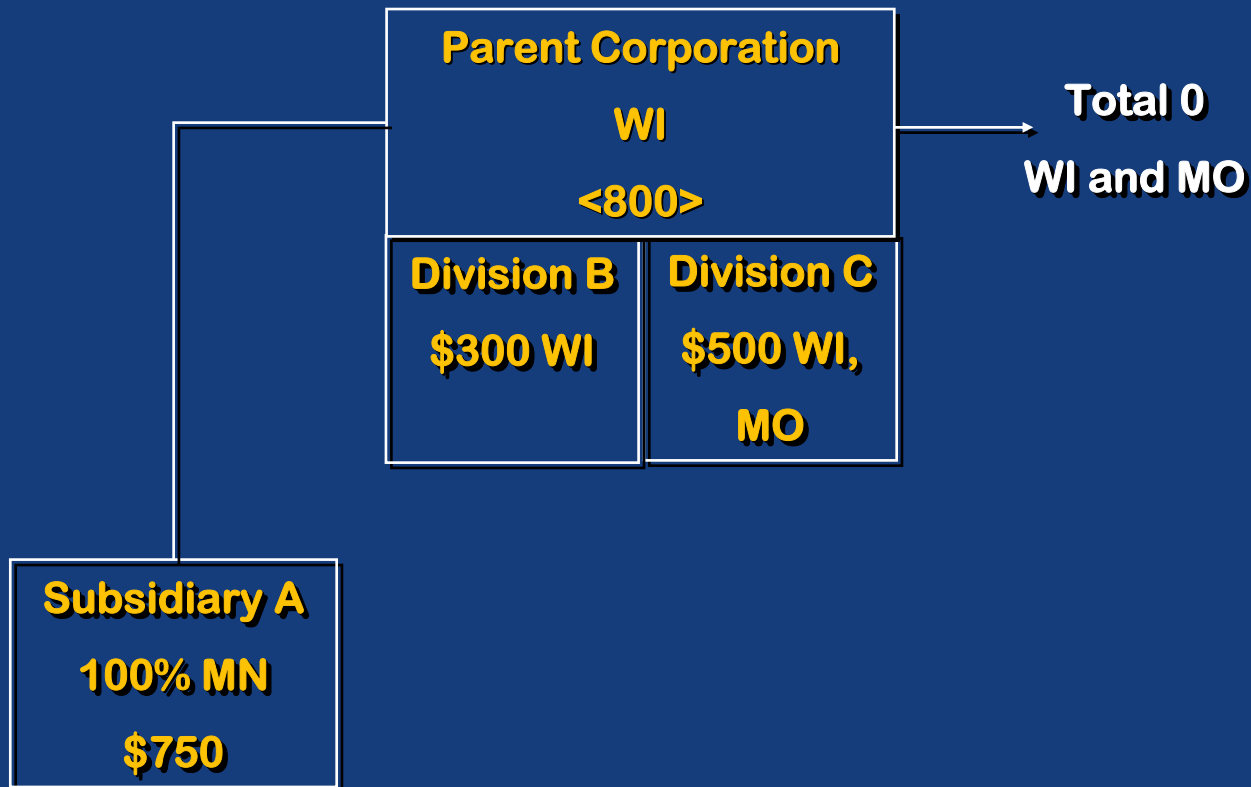 Parent Corporation
WI
<800>
Total 0
WI and MO
Division B
$300 WI
Division C
$500 WI,
MO
Subsidiary A
100% MN
$750